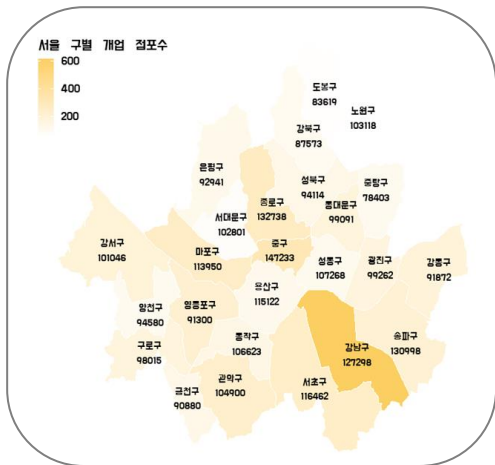 서울 구별 개업 점포수
600
400
200
도봉구
83619
노원구
103118
강북구
87573
은평구
92941
성북구
94114
중랑구
78403
동대문구
99091
종로구
132738
서대문구
102801
강서구
101046
마포구
113950
중구
147233
성동구
107268
광진구
99262
강동구
91872
용산구
115122
양천구
94580
영등포구
91300
동작구
106623
강남구
127298
송파구
130998
구로구
98015
금천구
90880
관악구
104900
서초구
116462